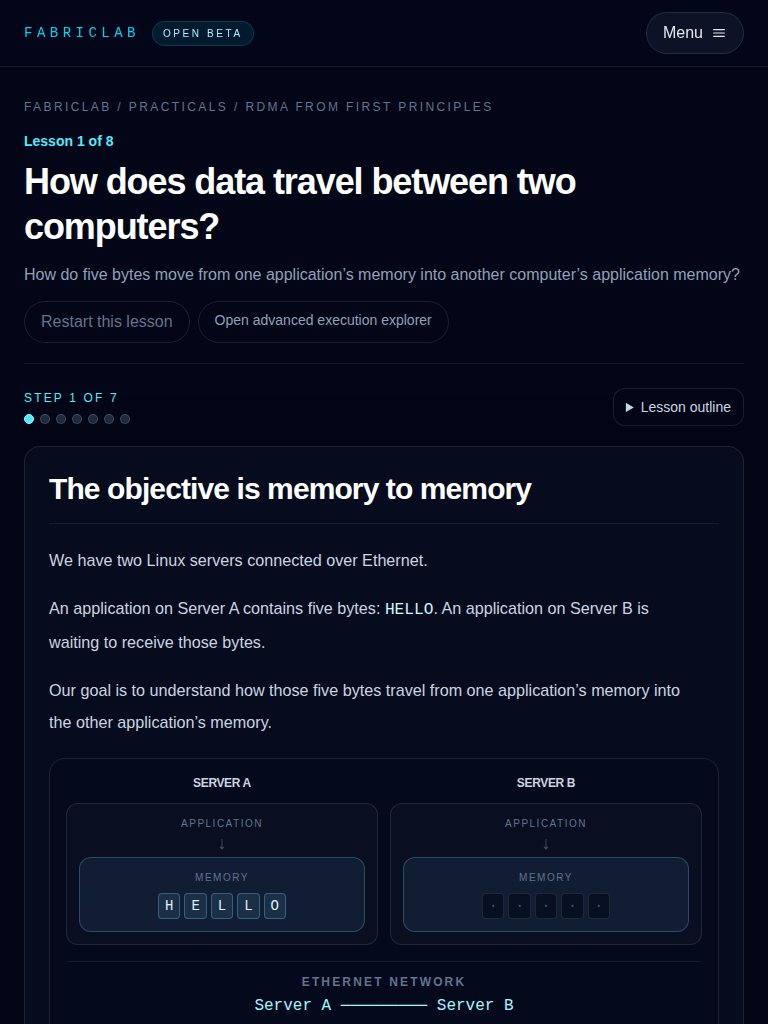 FABRICLAB OPEN BETA Menu
FABRICLAB / PRACTICALS / RDMA FROM FIRST PRINCIPLES
Lesson 1 of 8
How does data travel between two
computers?
How do five bytes move from one application’s memory into another computer’s application memory?
Restart this lesson Open advanced execution explorer
STEP 1 OF 7
Lesson outline
The objective is memory to memory
We have two Linux servers connected over Ethernet.
An application on Server A contains five bytes: HELLO. An application on Server B is
waiting to receive those bytes.
Our goal is to understand how those five bytes travel from one application’s memory into
the other application’s memory.
SERVER A SERVER B
APPLICATION APPLICATION
↓ ↓
MEMORY MEMORY
H E L L O · · · · ·
ETHERNET NETWORK
Server A ───────── Server B